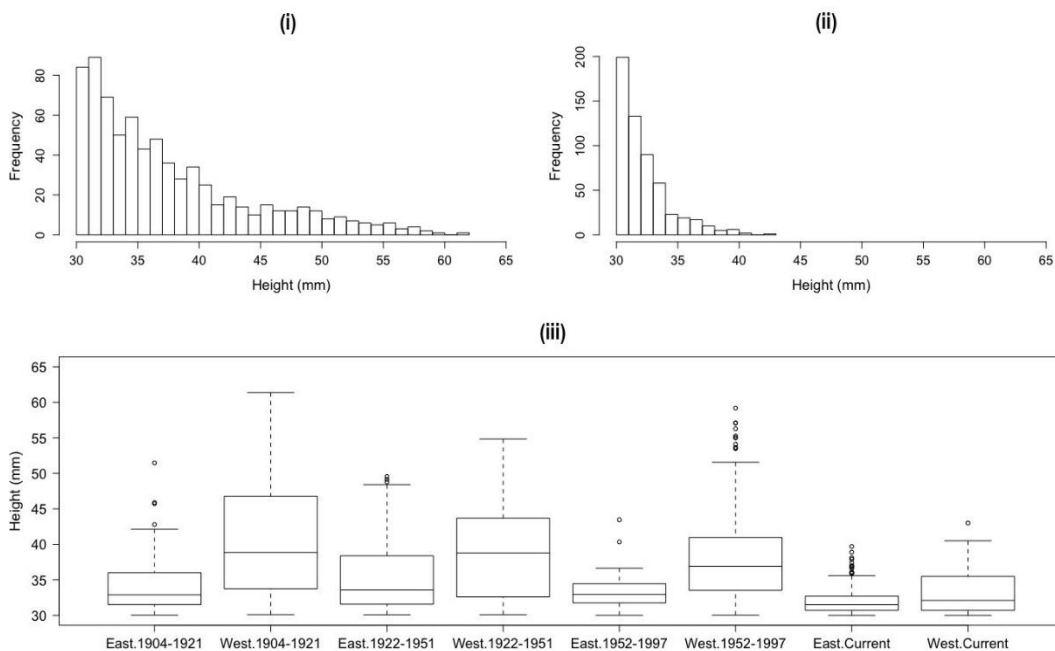 (i)
Frequency
0 20 40 60 80
30 35 40 45 50 55 60 65
Height (mm)
(ii)
Frequency
0 50 100 150 200
30 35 40 45 50 55 60 65
Height (mm)
(iii)
Height (mm)
65
60
55
50
45
40
35
30
East.1904-1921 West.1904-1921 East.1922-1951 West.1922-1951 East.1952-1997 West.1952-1997 East.Current West.Current